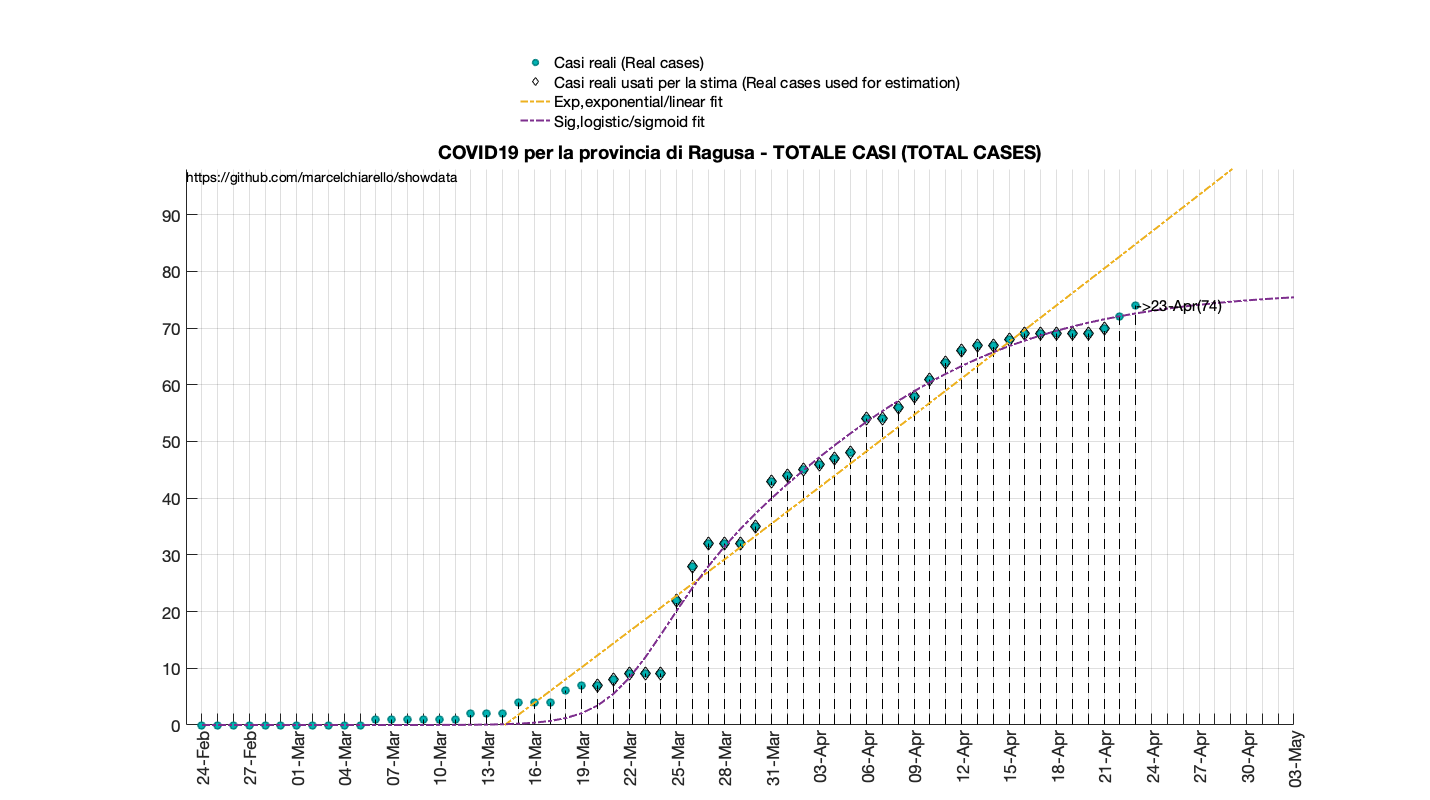 Casi reali (Real cases)
Casi reali usati per la stima (Real cases used for estimation)
Exp,exponential/linear fit
Sig,logistic/sigmoid fit
COVID19 per la provincia di Ragusa - TOTALE CASI (TOTAL CASES)
https://github.com/marcelchiarello/showdata
90
80
70
60
50
40
30
20
10
0
->23-Apr(74)
24-Feb
27-Feb
01-Mar
04-Mar
07-Mar
10-Mar
13-Mar
16-Mar
19-Mar
22-Mar
25-Mar
28-Mar
31-Mar
03-Apr
06-Apr
09-Apr
12-Apr
15-Apr
18-Apr
21-Apr
24-Apr
27-Apr
30-Apr
03-May